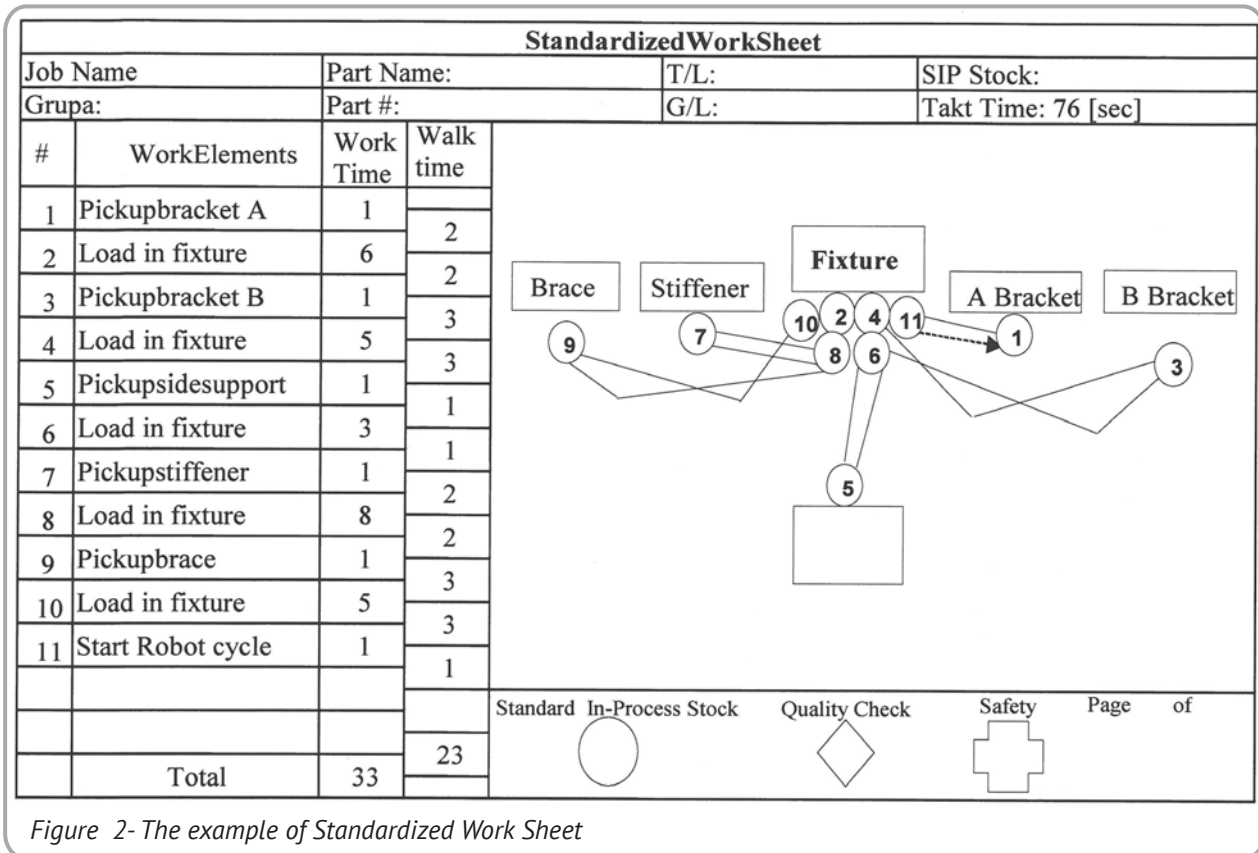 StandardizedWorkSheet
Job Name Part Name: T/L: SIP Stock:
Grupa: Part #: G/L: Takt Time: 76 [sec]
# WorkElements Work Time Walk time
1 Pickupbracket A 1
2
2 Load in fixture 6
2
3 Pickupbracket B 1
3
4 Load in fixture 5
3
5 Pickupsidesupport 1
1
6 Load in fixture 3
1
7 Pickupstiffener 1
2
8 Load in fixture 8
2
9 Pickupbrace 1
3
10 Load in fixture 5
3
11 Start Robot cycle 1
1
23
Total 33
Fixture
Brace Stiffener A Bracket B Bracket
10 2 4 11
9 7 8 6 1 3
5
Standard In-Process Stock Quality Check Safety Page of
Figure 2- The example of Standardized Work Sheet